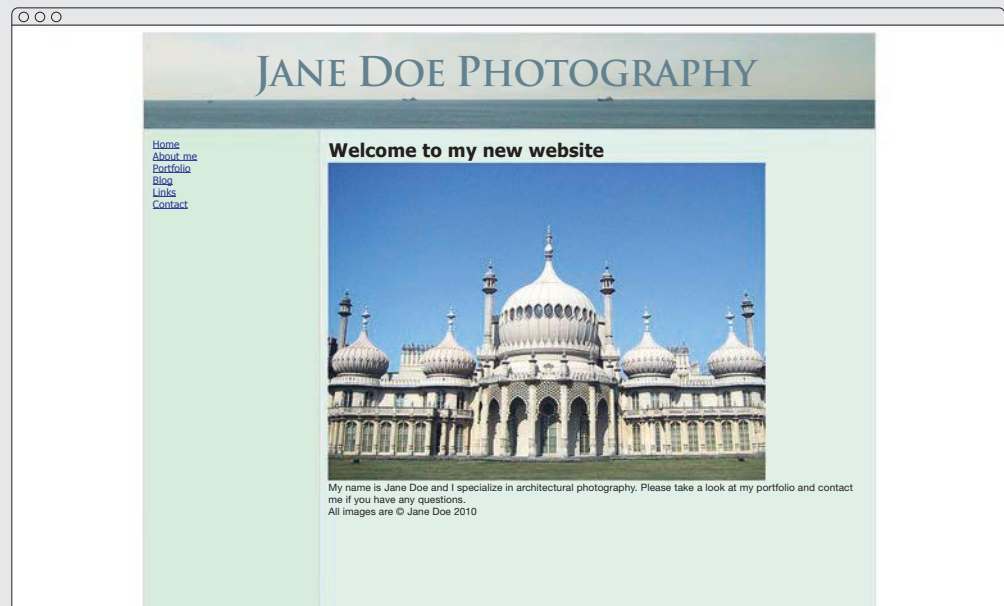 JANE DOE PHOTOGRAPHY
Home
About me
Portfolio
Blog
Links
Contact
Welcome to my new website
My name is Jane Doe and I specialize in architectural photography. Please take a look at my portfolio and contact
me if you have any questions.
All images are © Jane Doe 2010